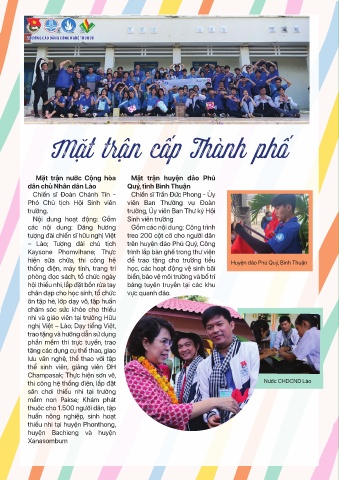 TRƯỜNG CAO ĐẲNG CÔNG NGHỆ THỦ ĐỨC
Mặt trận cấp Thành phố
Mặt trận nước Cộng hòa
dân chủ Nhân dân Lào
Chiến sĩ Đoàn Chánh Tín -
Phó Chủ tịch Hội Sinh viên
trường.
Nội dung hoạt động: Gồm
các nội dung: Dâng hương
tượng đài chiến sĩ hữu nghị Việt
– Lào; Tượng đài chủ tịch
Kaysone Phomvihane; Thực
hiện sửa chữa, thi công hệ
thống điện, máy tính, trang trí
phòng đọc sách, tổ chức ngày
hội thiếu nhi, lắp đặt bồn rửa tay
chân đẹp cho học sinh, tổ chức
ôn tập hè, lớp dạy võ, tập huấn
chăm sóc sức khỏe cho thiếu
nhi và giáo viên tại trường Hữu
nghị Việt – Lào; Dạy tiếng Việt,
trao tặng và hướng dẫn sử dụng
phần mềm thi trực tuyến, trao
tặng các dụng cụ thể thao, giao
lưu văn nghệ, thể thao với tập
thể sinh viên, giảng viên ĐH
Champasak; Thực hiện sơn vẽ,
thi công hệ thống điện, lắp đặt
sân chơi thiếu nhi tại trường
mầm non Pakse; Khám phát
thuốc cho 1.500 người dân, tập
huấn nông nghiệp, sinh hoạt
thiếu nhi tại huyện Phonthong,
huyện Bachieng và huyện
Xanasombum
Mặt trận huyện đảo Phú
Quý, tỉnh Bình Thuận
Chiến sĩ Trần Đức Phong - Ủy
viên Ban Thường vụ Đoàn
trường, Ủy viên Ban Thư ký Hội
Sinh viên trường
Gồm các nội dung: Công trình
treo 200 cột cờ cho người dân
trên huyện đảo Phú Quý, Công
trình lắp bàn ghế trong thư viện
để trao tặng cho trường tiểu
học, các hoạt động vệ sinh bãi
biển, bảo vệ môi trường và bố trí
bảng tuyên truyền tại các khu
vực quanh đảo.
Huyện đảo Phú Quý, Bình Thuận
Nước CHDCND Lào